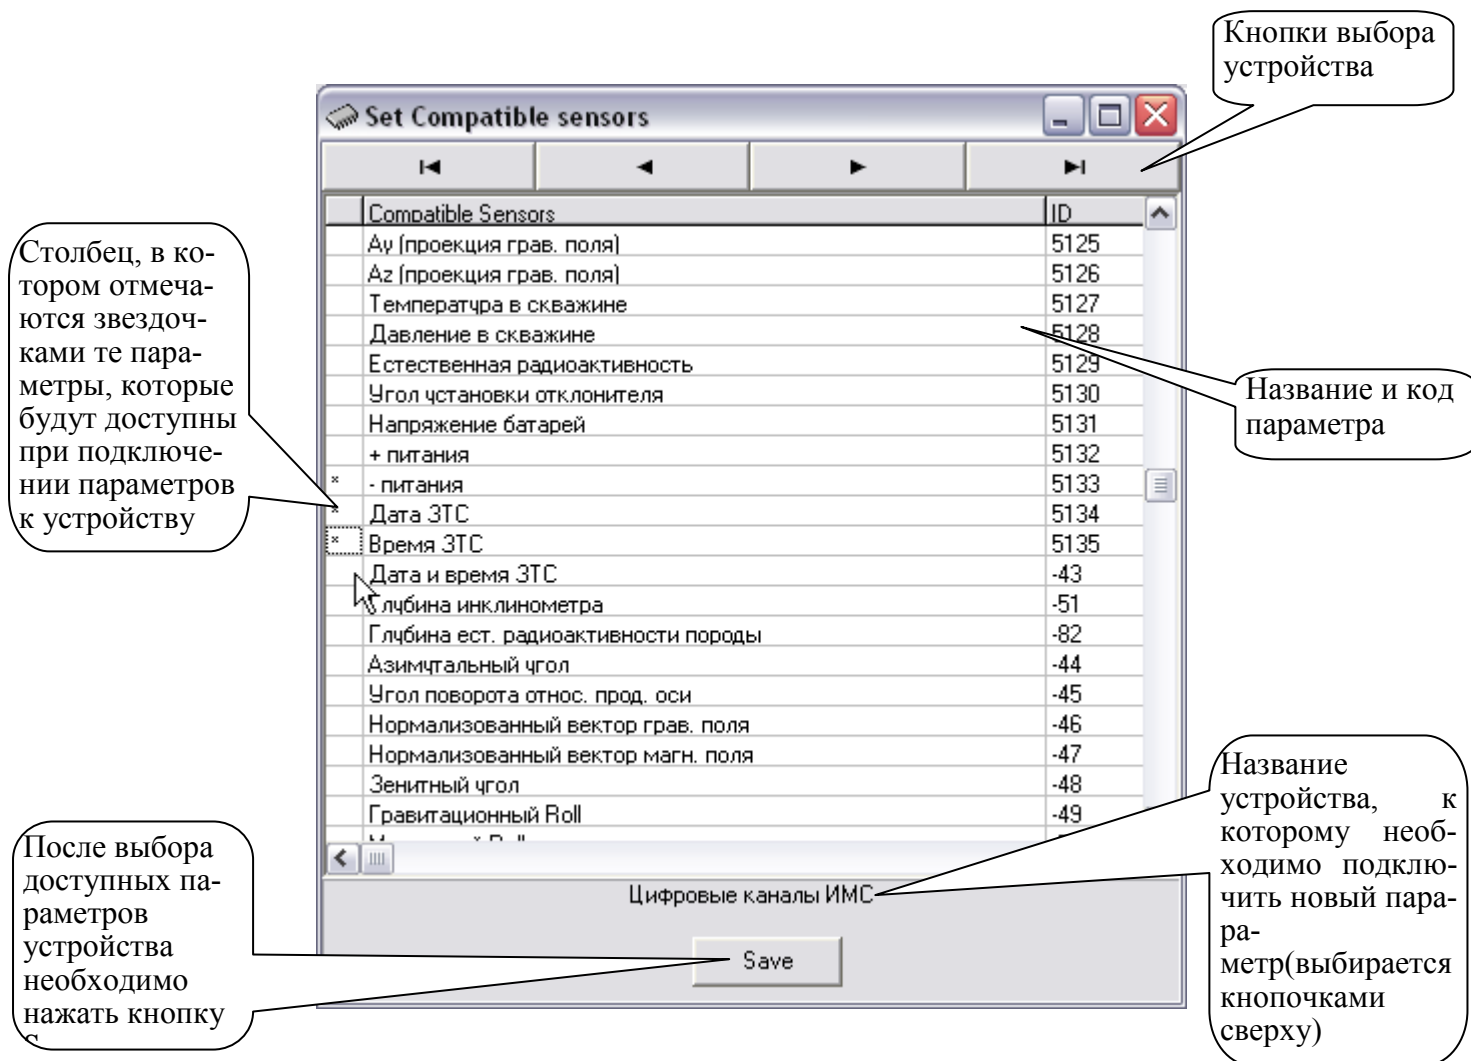 Кнопки выбора
устройства
Set Compatible sensors
Compatible Sensors ID
Ay (проекция грав. поля) 5125
Az (проекция грав. поля) 5126
Температура в скважине 5127
Давление в скважине 5128
Естественная радиоактивность 5129
Угол установки отклонителя 5130
Напряжение батарей 5131
+ питания 5132
* - питания 5133
* Дата ЗТС 5134
* Время ЗТС 5135
Дата и время ЗТС -43
Глубина инклинометра -51
Глубина ест. радиоактивности породы -82
Азимутальный угол -44
Угол поворота относ. прод. оси -45
Нормализованный вектор грав. поля -46
Нормализованный вектор магн. поля -47
Зенитный угол -48
Гравитационный Roll -49
Цифровые каналы ИМС
Save
Столбец, в ко-
тором отмеча-
ются звездоч-
ками те пара-
метры, которые
будут доступны
при подключе-
нии параметров
к устройству
Название и код
параметра
После выбора
доступных па-
раметров
устройства
необходимо
нажать кнопку
Название
устройства, к
которому необ-
ходимо подклю-
чить новый пара-
ра-
метр(выбирается
кнопочками
сверху)